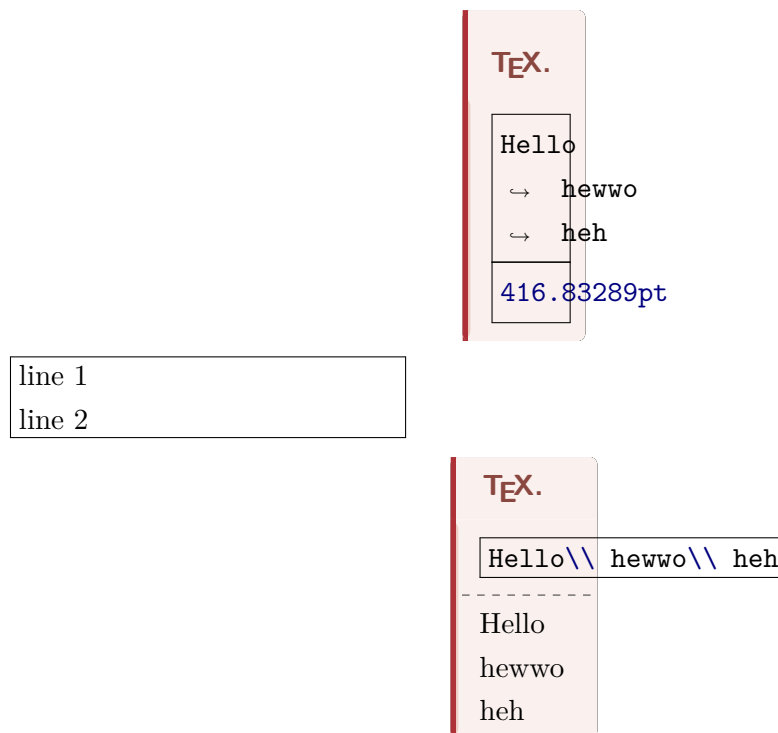 TEX.
Hello
↪ hewwo
↪ heh
416.83289pt
line 1
line 2
TEX.
Hello\\ hewwo\\ heh
Hello
hewwo
heh